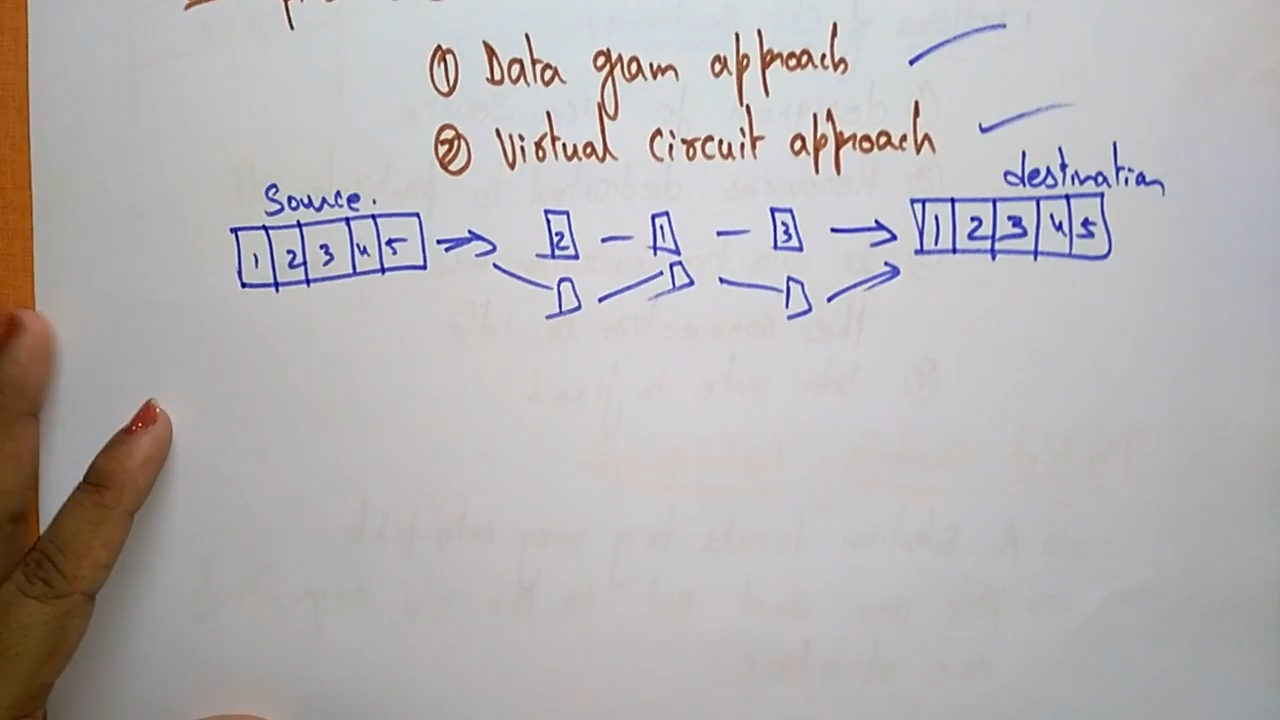 ① Data gram approach
② Virtual circuit approach
Source.
destination
1 2 3 4 5
2 1 3
1 2 3 4 5